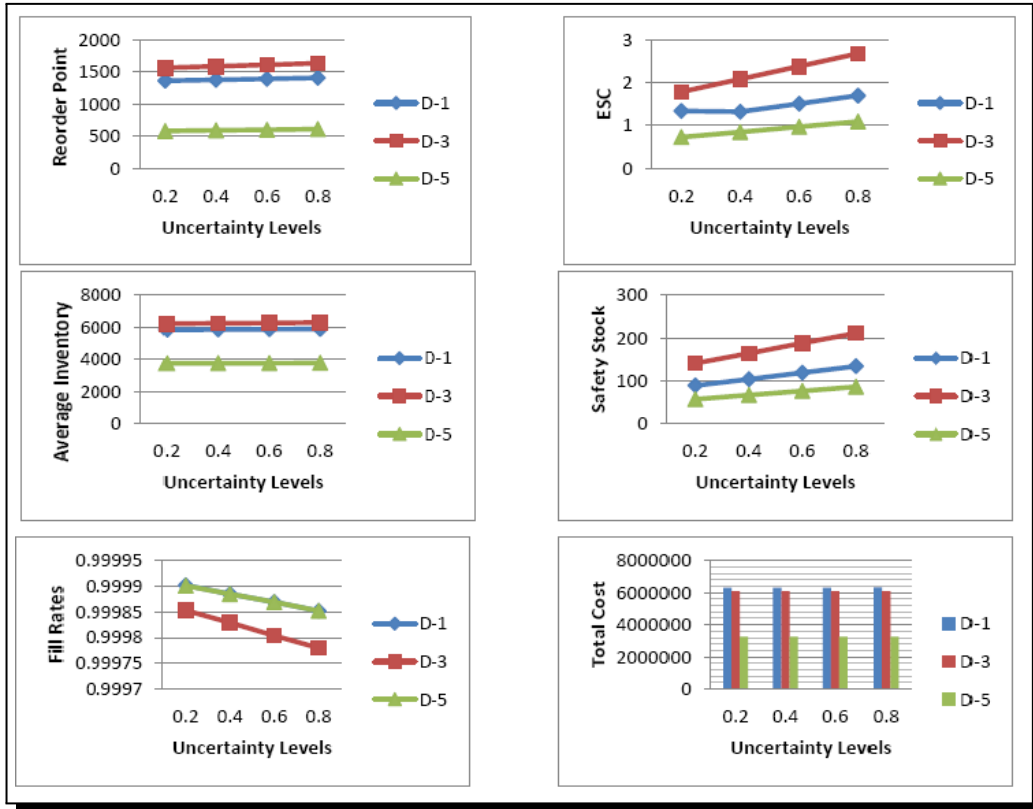 Reorder Point
2000
1500
1000
500
0
0.2 0.4 0.6 0.8
Uncertainty Levels
D-1
D-3
D-5
ESC
3
2
1
0
0.2 0.4 0.6 0.8
Uncertainty Levels
D-1
D-3
D-5
Average Inventory
8000
6000
4000
2000
0
0.2 0.4 0.6 0.8
Uncertainty Levels
D-1
D-3
D-5
Safety Stock
300
200
100
0
0.2 0.4 0.6 0.8
Uncertainty Levels
D-1
D-3
D-5
Fill Rates
0.99995
0.9999
0.99985
0.9998
0.99975
0.9997
0.2 0.4 0.6 0.8
Uncertainty Levels
D-1
D-3
D-5
Total Cost
8000000
6000000
4000000
2000000
0
0.2 0.4 0.6 0.8
Uncertainty Levels
D-1
D-3
D-5